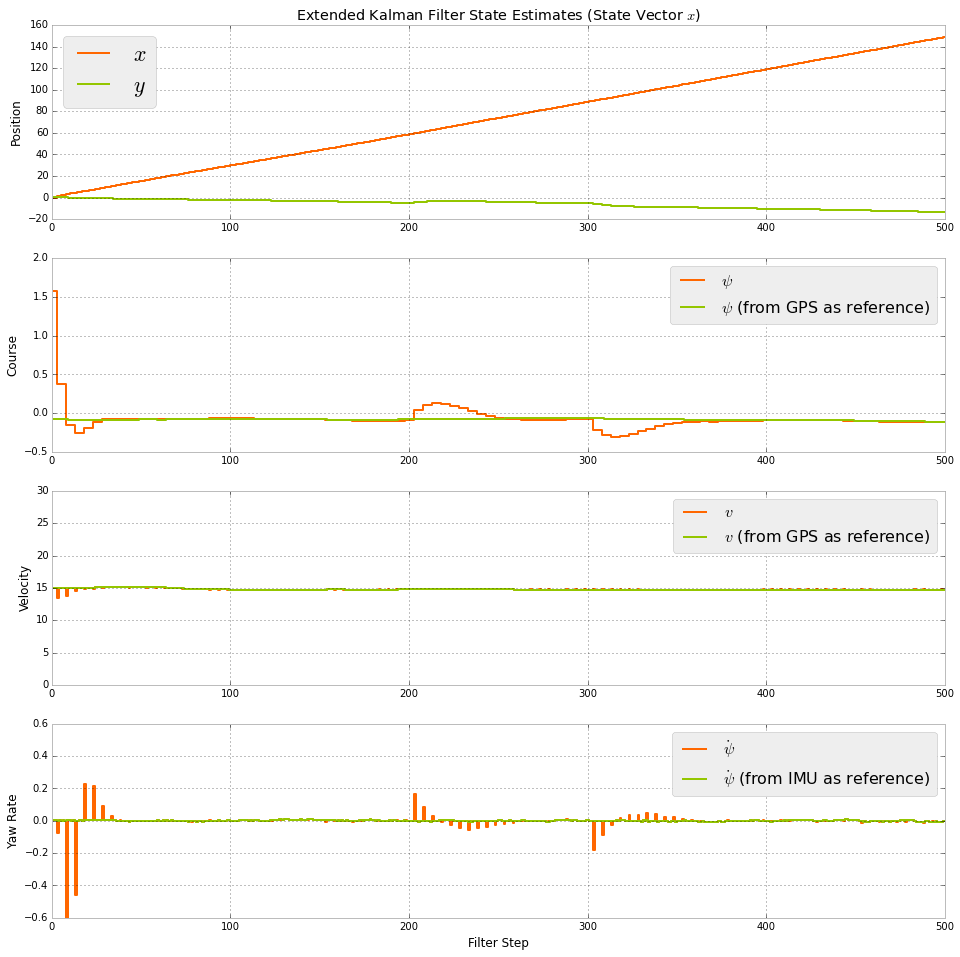 Extended Kalman Filter State Estimates (State Vector x)
160
140
120
100
80
60
40
20
0
−20
Position
x
y
0 100 200 300 400 500
2.0
1.5
1.0
0.5
0.0
−0.5
Course
ψ
ψ (from GPS as reference)
0 100 200 300 400 500
30
25
20
15
10
5
0
Velocity
v
v (from GPS as reference)
0 100 200 300 400 500
0.6
0.4
0.2
0.0
−0.2
−0.4
−0.6
Yaw Rate
ψ̇
ψ̇ (from IMU as reference)
0 100 200 300 400 500
Filter Step